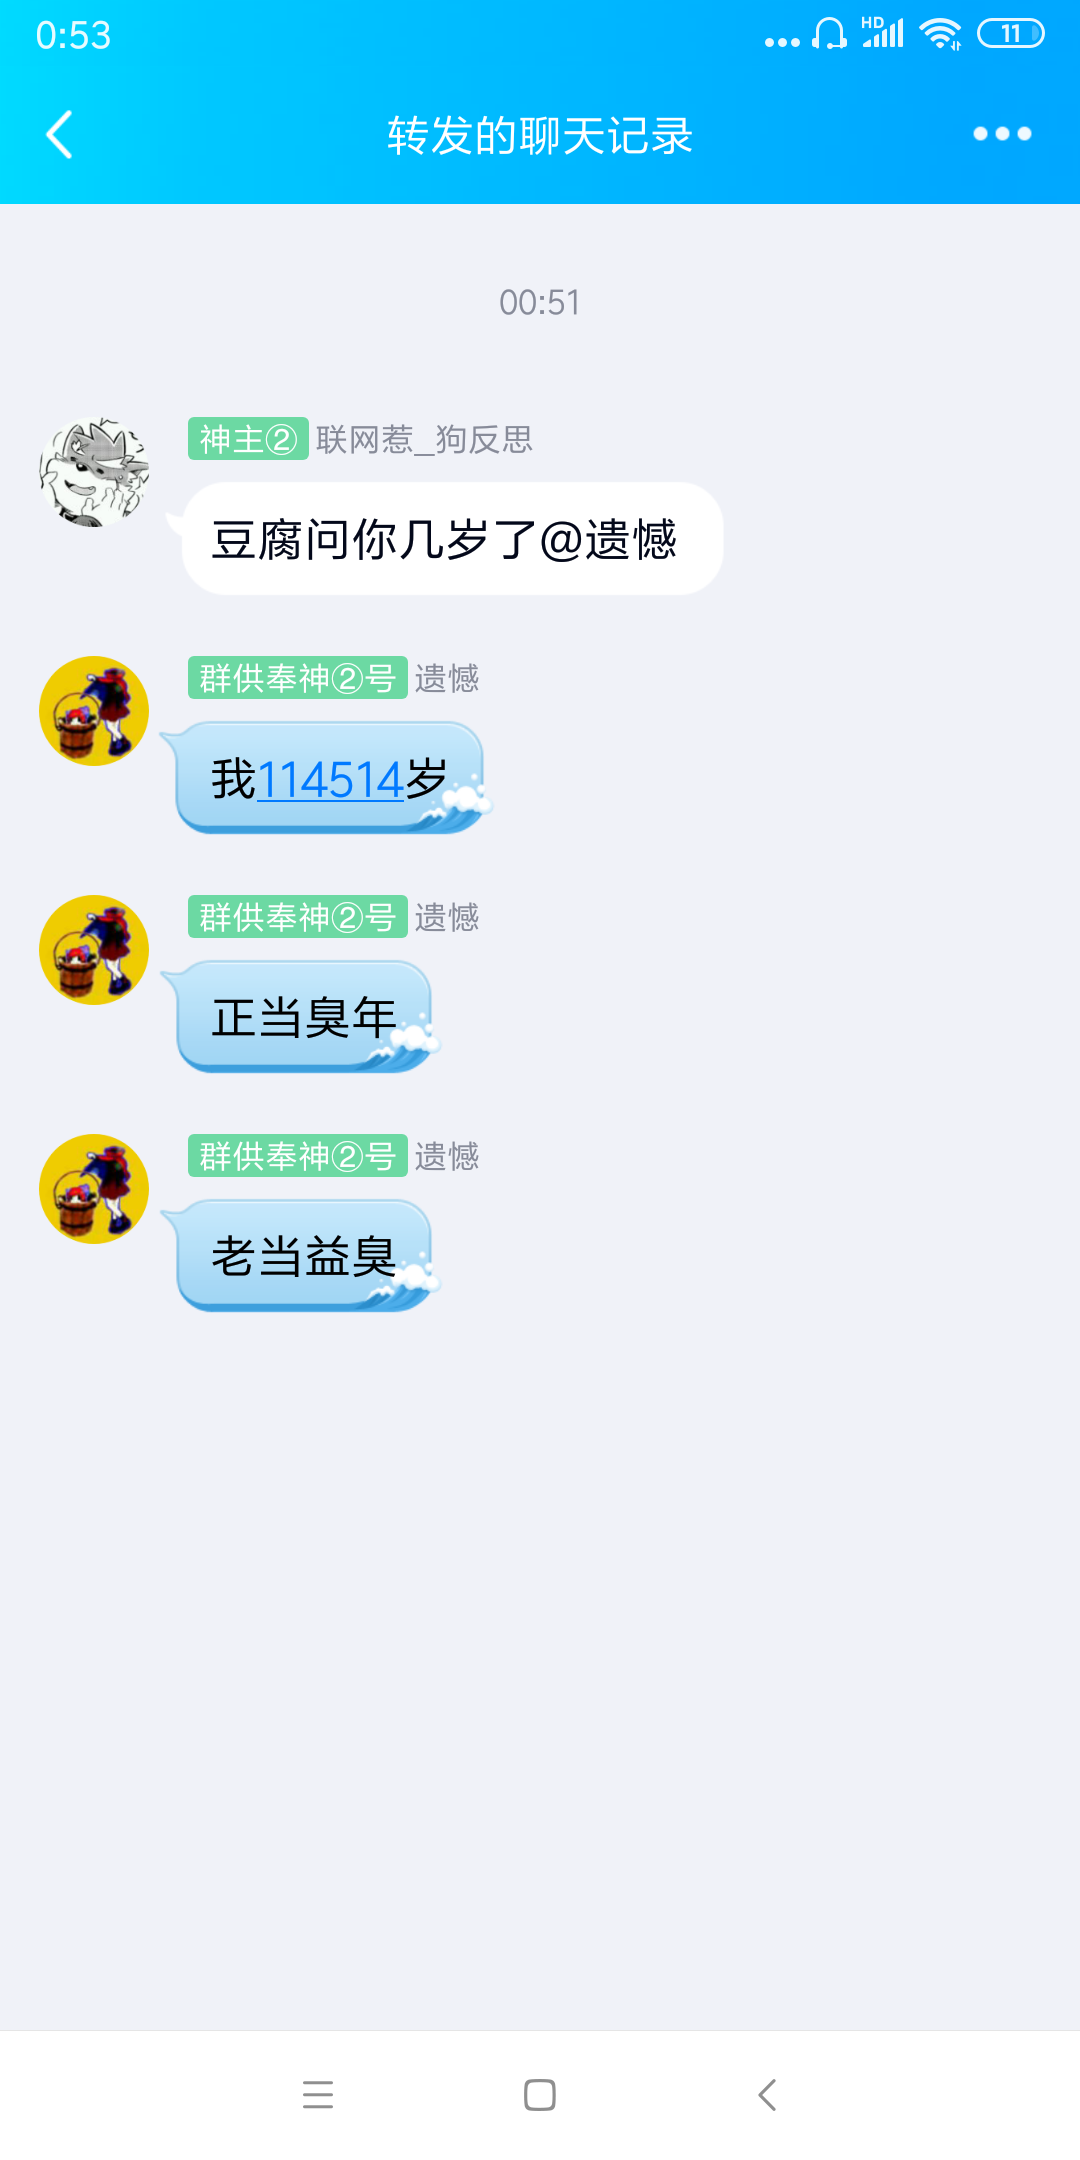 0:53
HD
11
转发的聊天记录
00:51
神主② 联网惹_狗反思
豆腐问你几岁了@遗憾
群供奉神②号 遗憾
我114514岁
群供奉神②号 遗憾
正当臭年
群供奉神②号 遗憾
老当益臭